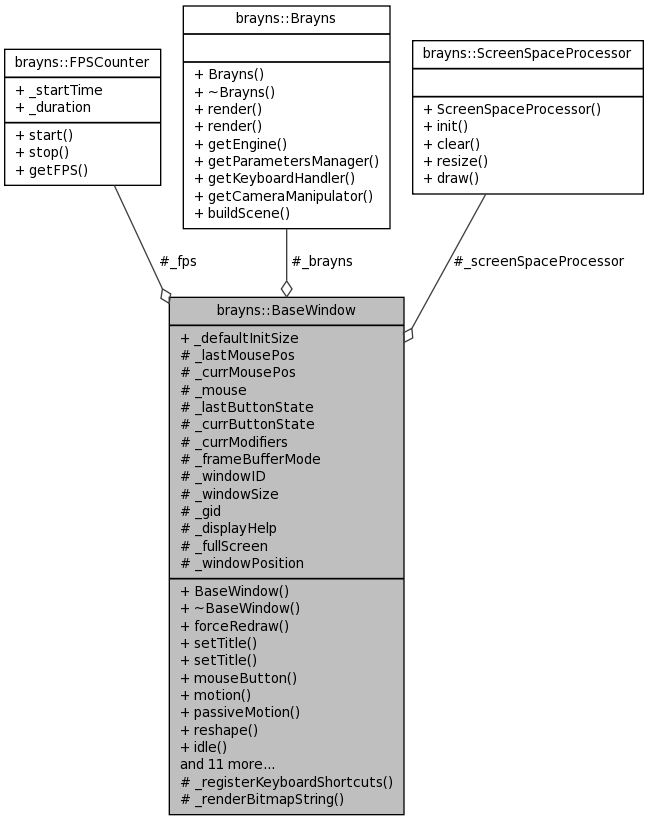 brayns::FPSCounter
+ _startTime
+ _duration
+ start()
+ stop()
+ getFPS()
brayns::Brayns
+ Brayns()
+ ~Brayns()
+ render()
+ render()
+ getEngine()
+ getParametersManager()
+ getKeyboardHandler()
+ getCameraManipulator()
+ buildScene()
brayns::ScreenSpaceProcessor
+ ScreenSpaceProcessor()
+ init()
+ clear()
+ resize()
+ draw()
#_fps
#_brayns
#_screenSpaceProcessor
brayns::BaseWindow
+ _defaultInitSize
# _lastMousePos
# _currMousePos
# _mouse
# _lastButtonState
# _currButtonState
# _currModifiers
# _frameBufferMode
# _windowID
# _windowSize
# _gid
# _displayHelp
# _fullScreen
# _windowPosition
+ BaseWindow()
+ ~BaseWindow()
+ forceRedraw()
+ setTitle()
+ setTitle()
+ mouseButton()
+ motion()
+ passiveMotion()
+ reshape()
+ idle()
and 11 more...
# _registerKeyboardShortcuts()
# _renderBitmapString()